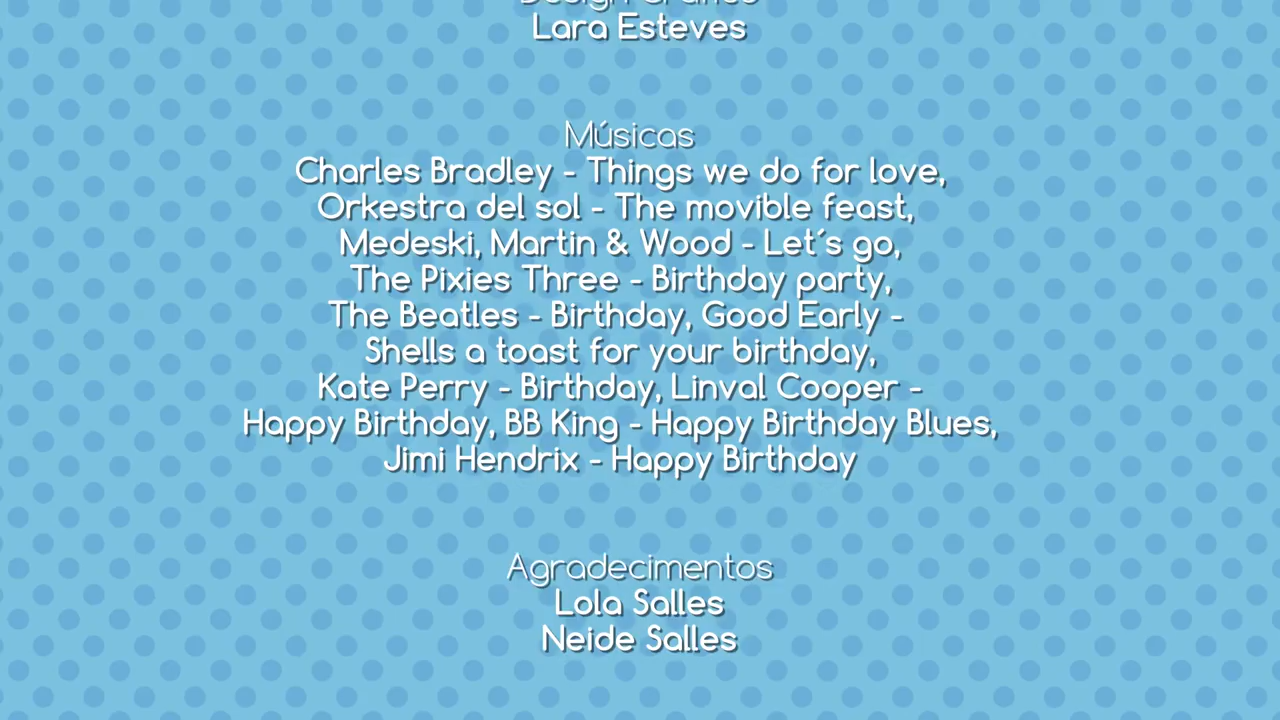 Lara Esteves
Músicas
Charles Bradley - Things we do for love,
Orkestra del sol - The movible feast,
Medeski, Martin & Wood - Let´s go,
The Pixies Three - Birthday party,
The Beatles - Birthday, Good Early -
Shells a toast for your birthday,
Kate Perry - Birthday, Linval Cooper -
Happy Birthday, BB King - Happy Birthday Blues,
Jimi Hendrix - Happy Birthday
Agradecimentos
Lola Salles
Neide Salles